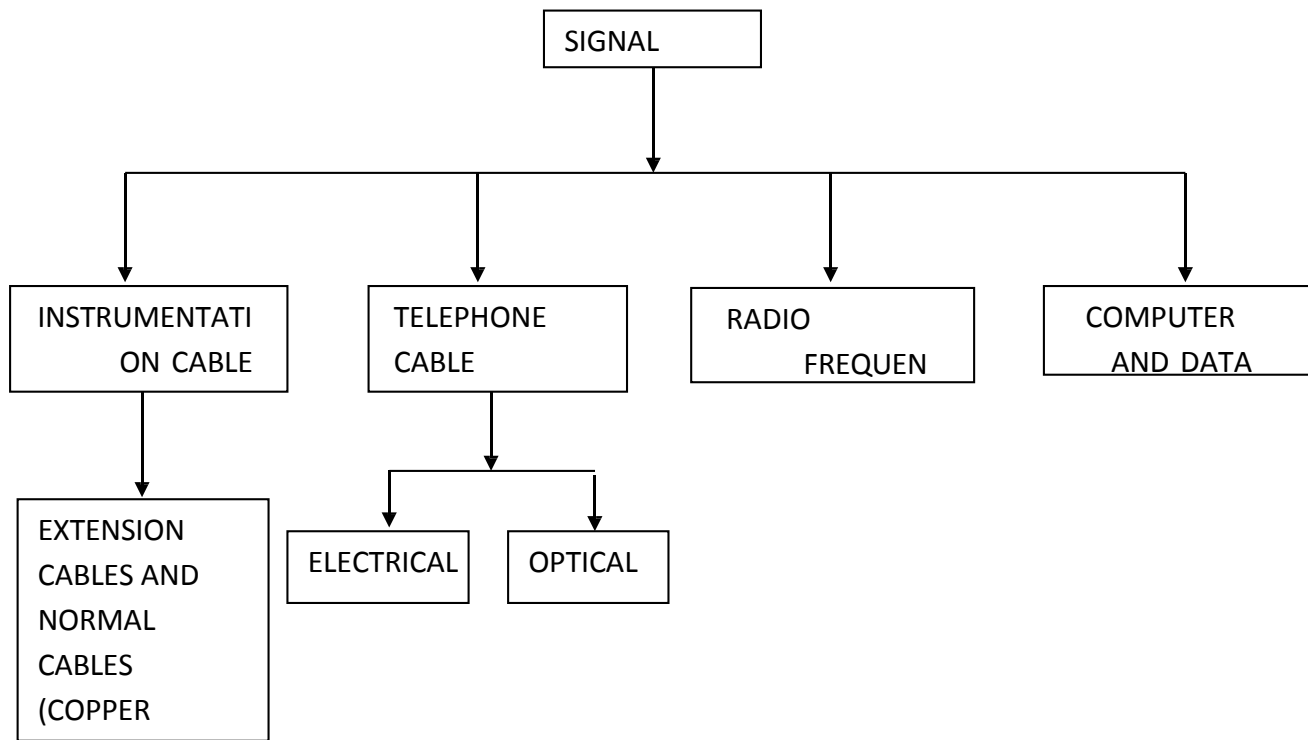 SIGNAL
INSTRUMENTATI
ON CABLE
TELEPHONE
CABLE
RADIO
FREQUEN
COMPUTER
AND DATA
EXTENSION
CABLES AND
NORMAL
CABLES
(COPPER
ELECTRICAL
OPTICAL